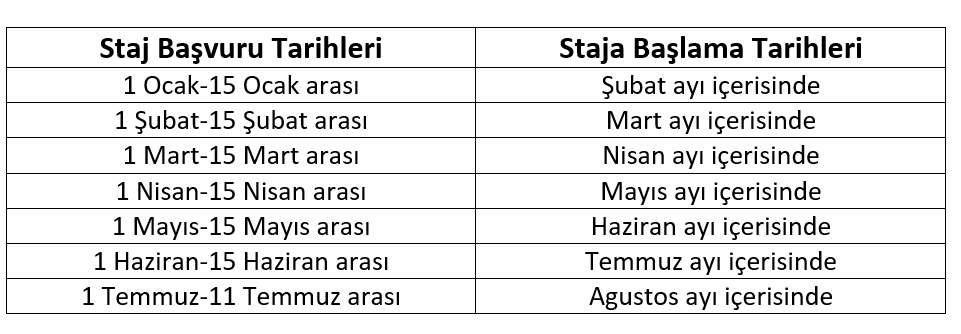 Staj Başvuru Tarihleri Staja Başlama Tarihleri
1 Ocak-15 Ocak arası Şubat ayı içerisinde
1 Şubat-15 Şubat arası Mart ayı içerisinde
1 Mart-15 Mart arası Nisan ayı içerisinde
1 Nisan-15 Nisan arası Mayıs ayı içerisinde
1 Mayıs-15 Mayıs arası Haziran ayı içerisinde
1 Haziran-15 Haziran arası Temmuz ayı içerisinde
1 Temmuz-11 Temmuz arası Agustos ayı içerisinde